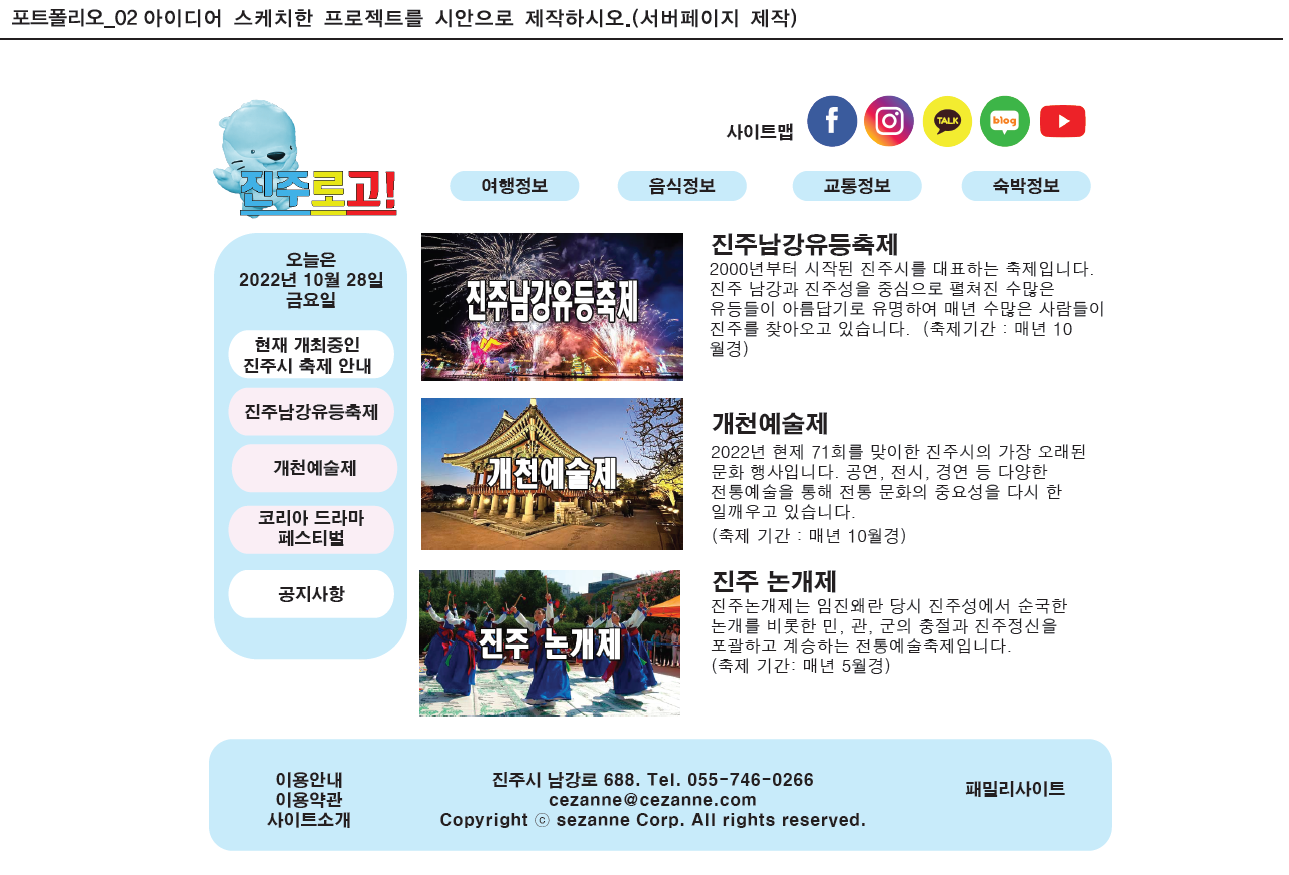 포트폴리오_02 아이디어 스케치한 프로젝트를 시안으로 제작하시오.(서버페이지 제작)
사이트맵
f
TALK
blog
진주로고!
여행정보
음식정보
교통정보
숙박정보
오늘은
2022년 10월 28일
금요일
현재 개최중인
진주시 축제 안내
진주남강유등축제
개천예술제
코리아 드라마
페스티벌
공지사항
진주남강유등축제
진주남강유등축제
2000년부터 시작된 진주시를 대표하는 축제입니다.
진주 남강과 진주성을 중심으로 펼쳐진 수많은
유등들이 아름답기로 유명하여 매년 수많은 사람들이
진주를 찾아오고 있습니다. (축제기간 : 매년 10
월경)
개천예술제
개천예술제
2022년 현제 71회를 맞이한 진주시의 가장 오래된
문화 행사입니다. 공연, 전시, 경연 등 다양한
전통예술을 통해 전통 문화의 중요성을 다시 한
일깨우고 있습니다.
(축제 기간 : 매년 10월경)
진주 논개제
진주 논개제
진주논개제는 임진왜란 당시 진주성에서 순국한
논개를 비롯한 민, 관, 군의 충절과 진주정신을
포괄하고 계승하는 전통예술축제입니다.
(축제 기간: 매년 5월경)
이용안내
이용약관
사이트소개
진주시 남강로 688. Tel. 055-746-0266
cezanne@cezanne.com
Copyright ⓒ sezanne Corp. All rights reserved.
패밀리사이트